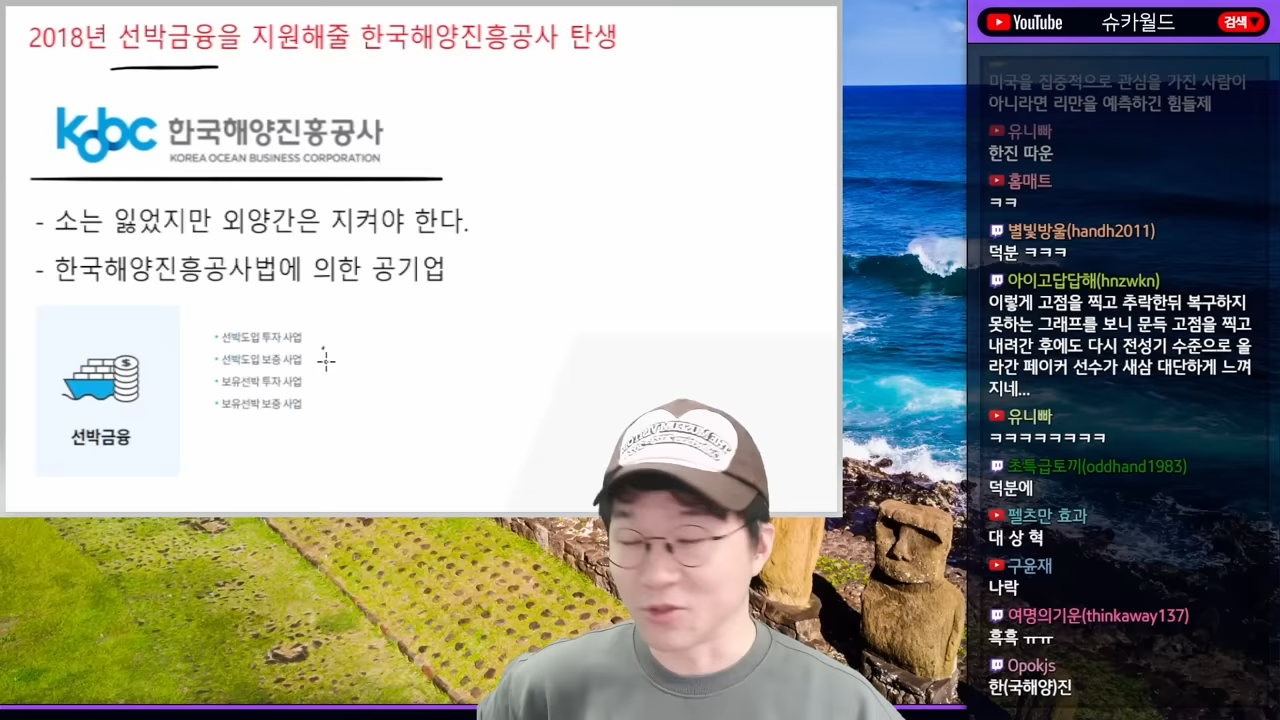 2018년 선박금융을 지원해줄 한국해양진흥공사 탄생
kobc 한국해양진흥공사
KOREA OCEAN BUSINESS CORPORATION
- 소는 잃었지만 외양간은 지켜야 한다.
- 한국해양진흥공사법에 의한 공기업
• 선박도입 투자 사업
• 선박도입 보증 사업
• 보유선박 투자 사업
• 보유선박 보증 사업
선박금융
YouTube 슈카월드 검색
미국을 집중적으로 관심을 가진 사람이
아니라면 리만을 예측하긴 힘들제
유니빠
한진 따운
홈매트
ㅋㅋ
별빛방울(handh2011)
덕분 ㅋㅋㅋ
아이고답답해(hnzwkn)
이렇게 고점을 찍고 추락한뒤 복구하지
못하는 그래프를 보니 문득 고점을 찍고
내려간 후에도 다시 전성기 수준으로 올
라간 페이커 선수가 새삼 대단하게 느껴
지네...
유니빠
ㅋㅋㅋㅋㅋㅋㅋㅋ
초특급토끼(oddhand1983)
덕분에
펠츠만 효과
대 상 혁
구윤재
나락
여명의기운(thinkaway137)
흑흑 ㅠㅠ
Opokjs
한(국해양)진